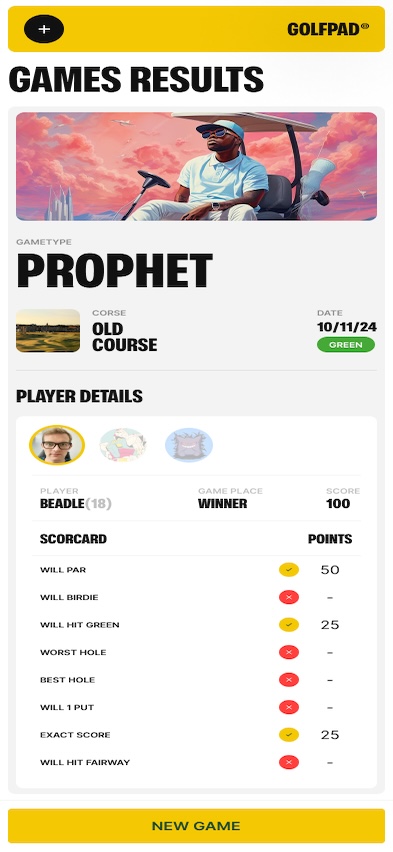 +
GOLFPAD®
GAMES RESULTS
GAMETYPE
PROPHET
CORSE
OLD
COURSE
DATE
10/11/24
GREEN
PLAYER DETAILS
PLAYER
BEADLE(18)
GAME PLACE
WINNER
SCORE
100
SCORCARD POINTS
WILL PAR 50
WILL BIRDIE -
WILL HIT GREEN 25
WORST HOLE -
BEST HOLE -
WILL 1 PUT -
EXACT SCORE 25
WILL HIT FAIRWAY -
NEW GAME